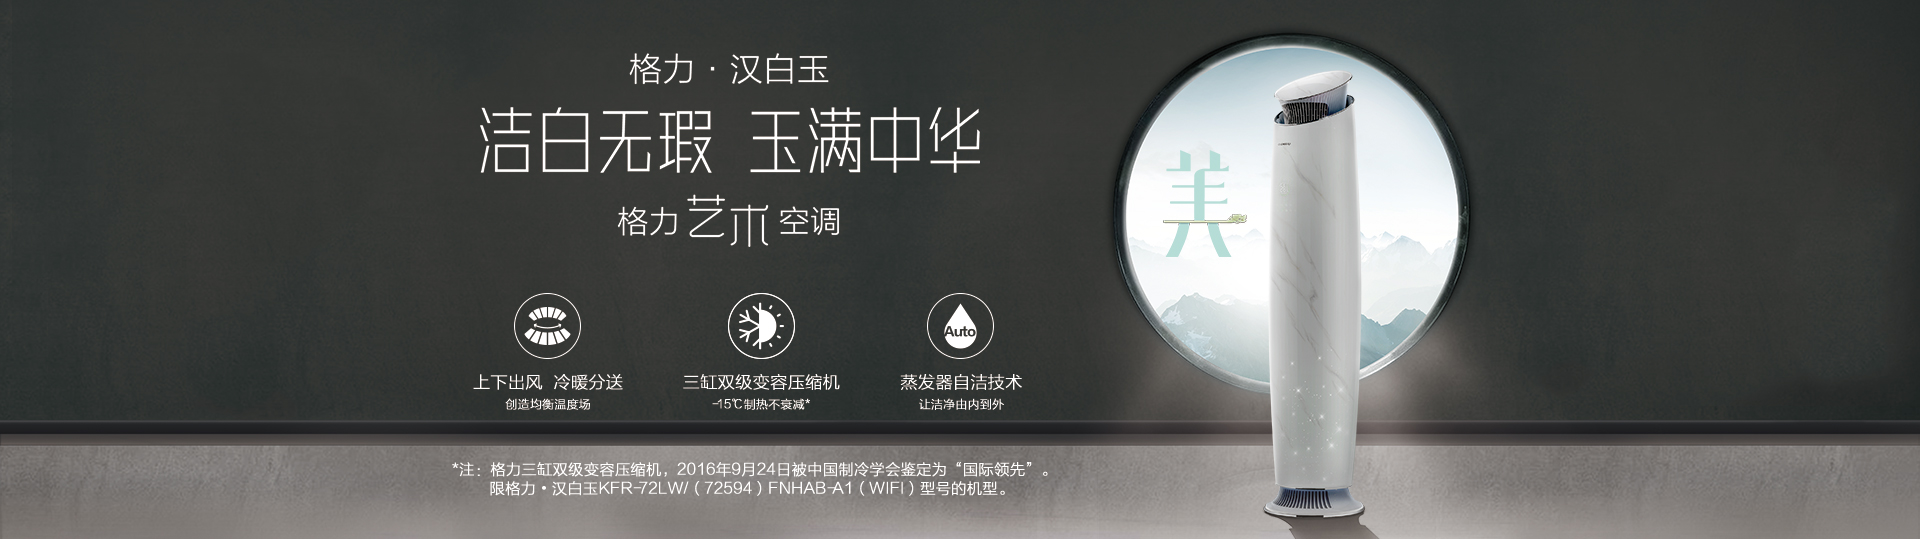 格力·汉白玉
洁白无瑕 玉满中华
格力艺术空调
美
Auto
上下出风 冷暖分送
创造均衡温度场
三缸双级变容压缩机
-15℃制热不衰减*
蒸发器自洁技术
让洁净由内到外
*注：格力三缸双级变容压缩机，2016年9月24日被中国制冷学会鉴定为“国际领先”。
限格力·汉白玉KFR-72LW/（72594）FNHAB-A1（WIFI）型号的机型。